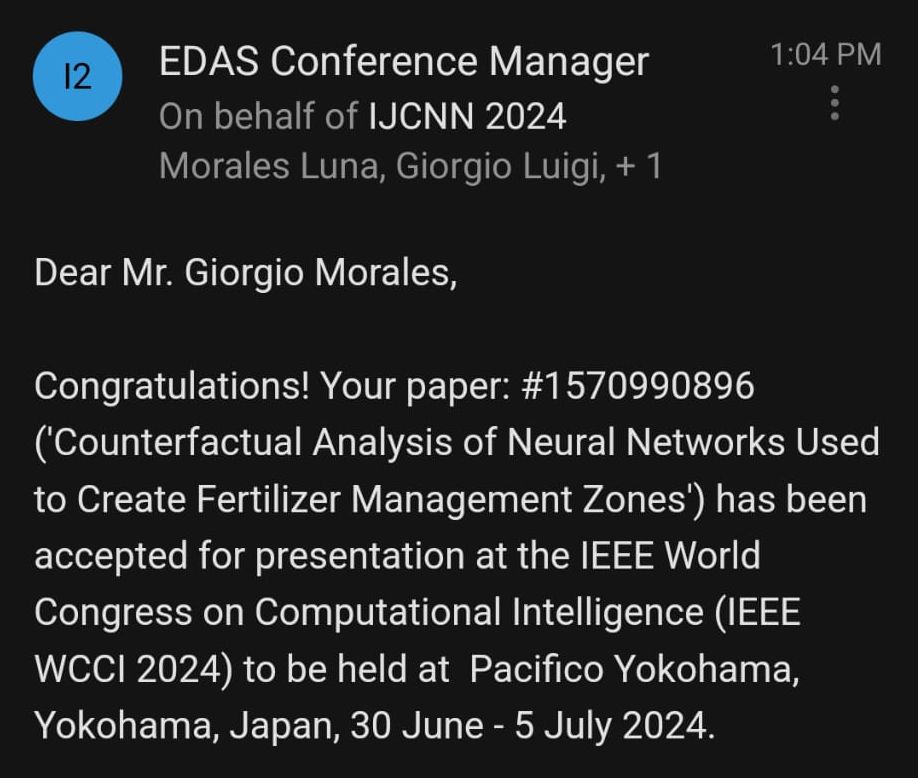 I2
EDAS Conference Manager
1:04 PM
On behalf of IJCNN 2024
Morales Luna, Giorgio Luigi, + 1
Dear Mr. Giorgio Morales,
Congratulations! Your paper: #1570990896
('Counterfactual Analysis of Neural Networks Used
to Create Fertilizer Management Zones') has been
accepted for presentation at the IEEE World
Congress on Computational Intelligence (IEEE
WCCI 2024) to be held at  Pacifico Yokohama,
Yokohama, Japan, 30 June - 5 July 2024.